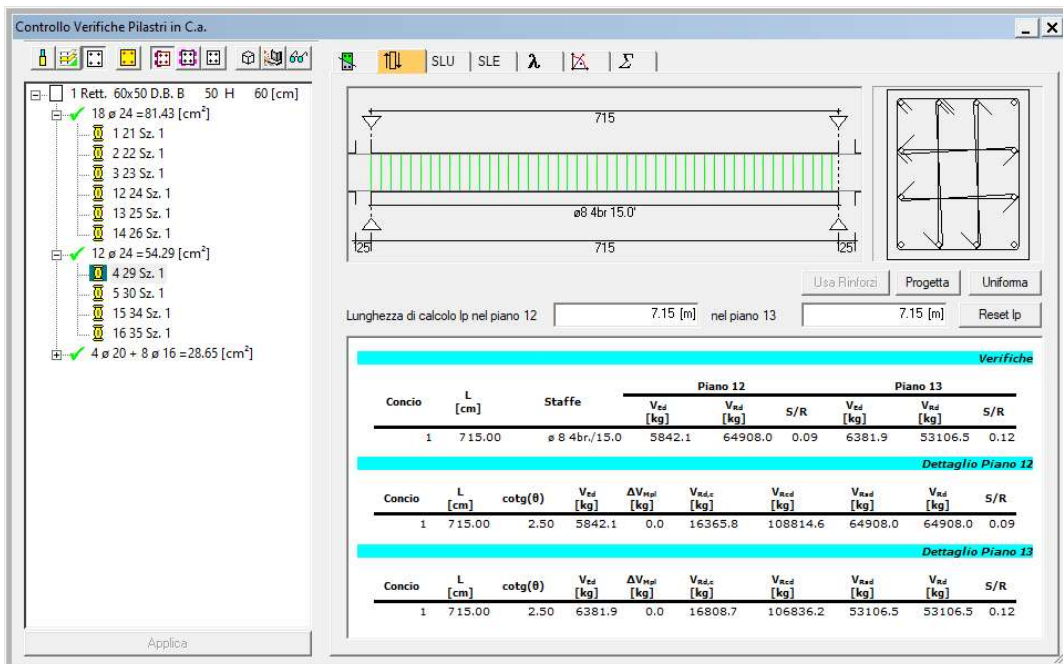 Controllo Verifiche Pilastri in C.a.
SLU SLE λ Σ
1 Rett. 60x50 D.B. B 50 H 60 [cm]
18 ø 24 =81.43 [cm²]
1 21 Sz. 1
2 22 Sz. 1
3 23 Sz. 1
12 24 Sz. 1
13 25 Sz. 1
14 26 Sz. 1
12 ø 24 =54.29 [cm²]
4 29 Sz. 1
5 30 Sz. 1
15 34 Sz. 1
16 35 Sz. 1
4 ø 20 + 8 ø 16 =28.65 [cm²]
Applica
715
ø8 4br 15.0'
25 715 25
Usa Rinforzi Progetta Uniforma
Lunghezza di calcolo lp nel piano 12 7.15 [m] nel piano 13 7.15 [m] Reset lp
Verifiche
Piano 12 Piano 13
Concio L [cm] Staffe VEd [kg] VRd [kg] S/R VEd [kg] VRd [kg] S/R
1 715.00 ø 8 4br./15.0 5842.1 64908.0 0.09 6381.9 53106.5 0.12
Dettaglio Piano 12
Concio L [cm] cotg(θ) VEd [kg] ΔVMpl [kg] VRd,c [kg] VRcd [kg] VRsd [kg] VRd [kg] S/R
1 715.00 2.50 5842.1 0.0 16365.8 108814.6 64908.0 64908.0 0.09
Dettaglio Piano 13
Concio L [cm] cotg(θ) VEd [kg] ΔVMpl [kg] VRd,c [kg] VRcd [kg] VRsd [kg] VRd [kg] S/R
1 715.00 2.50 6381.9 0.0 16808.7 106836.2 53106.5 53106.5 0.12